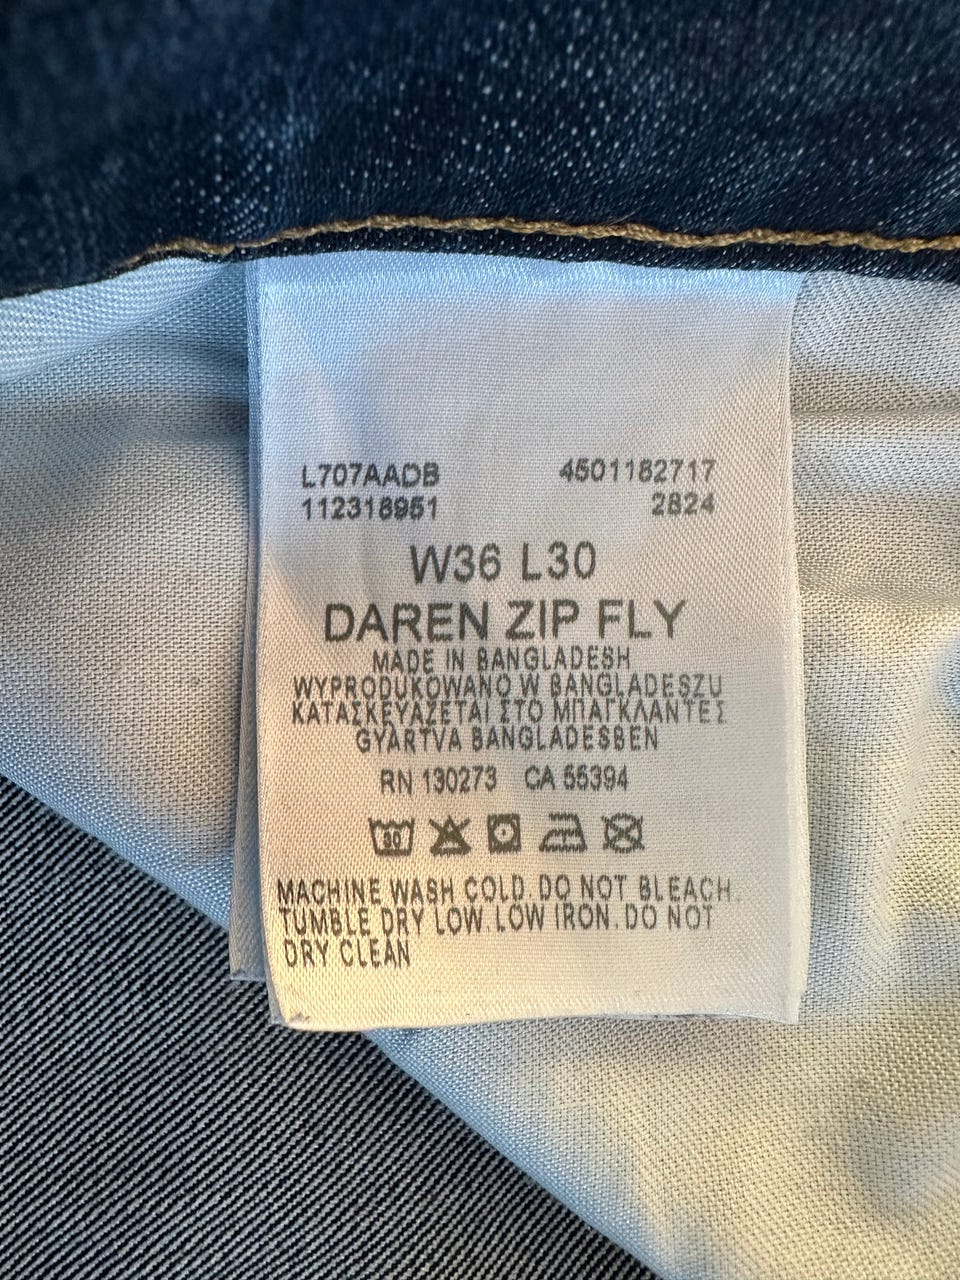 L707AADB 4501182717
112318951 2824
W36 L30
DAREN ZIP FLY
MADE IN BANGLADESH
WYPRODUKOWANO W BANGLADESZU
ΚΑΤΑΣΚΕΥΑΖΕΤΑΙ ΣΤΟ ΜΠΑΓΚΛΑΝΤΕΣ
GYÁRTVA BANGLADESBEN
RN 130273 CA 55394
30
MACHINE WASH COLD. DO NOT BLEACH.
TUMBLE DRY LOW. LOW IRON. DO NOT
DRY CLEAN